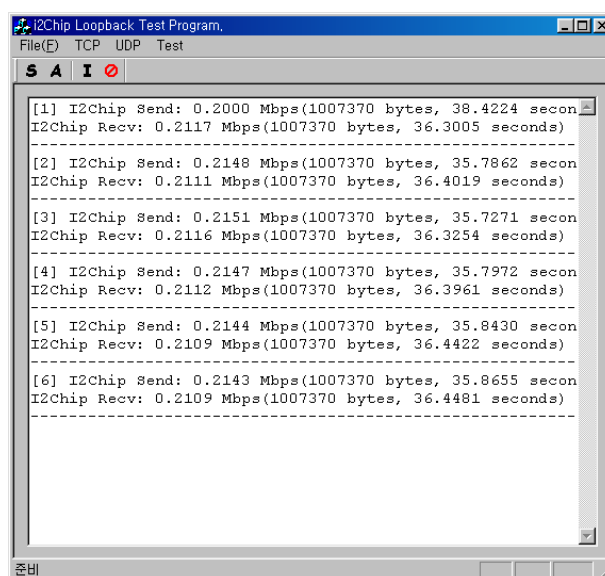 i2Chip Loopback Test Program,
File(F) TCP UDP Test
S A I
[1] I2Chip Send: 0.2000 Mbps(1007370 bytes, 38.4224 secon
I2Chip Recv: 0.2117 Mbps(1007370 bytes, 36.3005 seconds)
------------------------------------------------------
[2] I2Chip Send: 0.2148 Mbps(1007370 bytes, 35.7862 secon
I2Chip Recv: 0.2111 Mbps(1007370 bytes, 36.4019 seconds)
------------------------------------------------------
[3] I2Chip Send: 0.2151 Mbps(1007370 bytes, 35.7271 secon
I2Chip Recv: 0.2116 Mbps(1007370 bytes, 36.3254 seconds)
------------------------------------------------------
[4] I2Chip Send: 0.2147 Mbps(1007370 bytes, 35.7972 secon
I2Chip Recv: 0.2112 Mbps(1007370 bytes, 36.3961 seconds)
------------------------------------------------------
[5] I2Chip Send: 0.2144 Mbps(1007370 bytes, 35.8430 secon
I2Chip Recv: 0.2109 Mbps(1007370 bytes, 36.4422 seconds)
------------------------------------------------------
[6] I2Chip Send: 0.2143 Mbps(1007370 bytes, 35.8655 secon
I2Chip Recv: 0.2109 Mbps(1007370 bytes, 36.4481 seconds)
------------------------------------------------------
준비